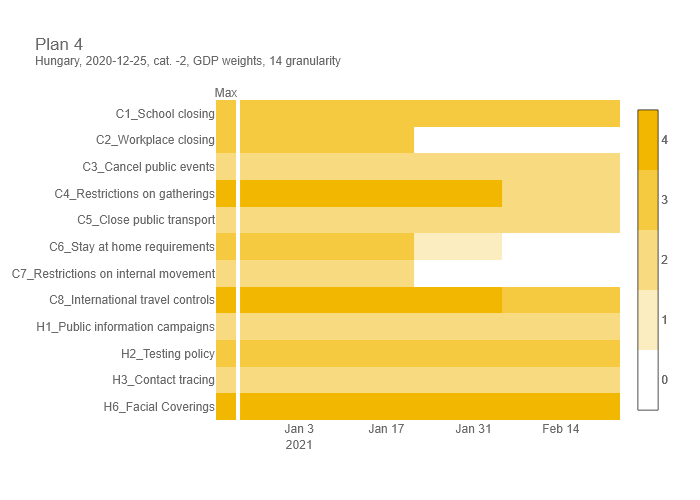 Plan 4
Hungary, 2020-12-25, cat. -2, GDP weights, 14 granularity
Max
C1_School closing
C2_Workplace closing
C3_Cancel public events
C4_Restrictions on gatherings
C5_Close public transport
C6_Stay at home requirements
C7_Restrictions on internal movement
C8_International travel controls
H1_Public information campaigns
H2_Testing policy
H3_Contact tracing
H6_Facial Coverings
Jan 3 Jan 17 Jan 31 Feb 14
2021
4
3
2
1
0